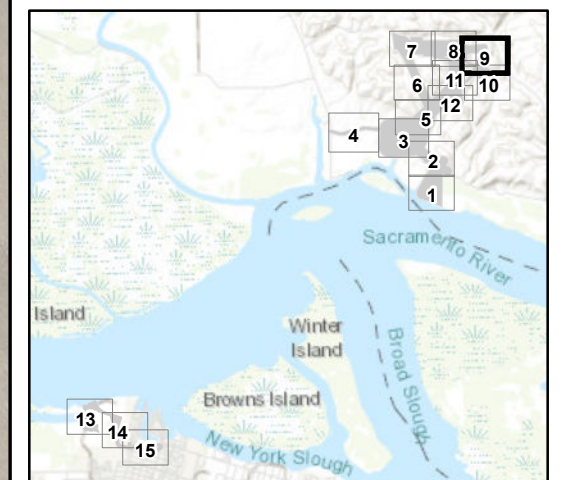 7 8 9
6 11 10
12
5
4 3
2
1
Sacramento River
Island
Winter
Island
Broad Slough
Browns Island
13
14
15
New York Slough